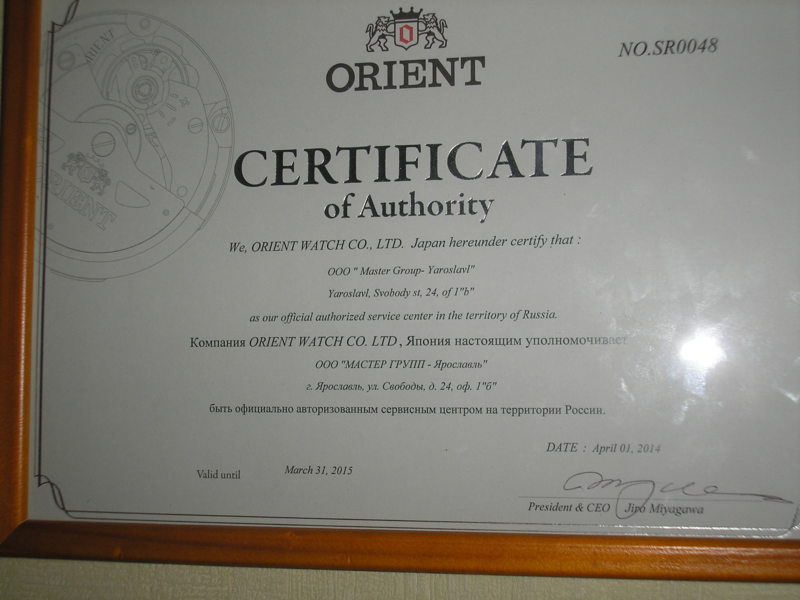 ORIENT
NO.SR0048
ORIENT
ORIENT
CERTIFICATE
of Authority
We, ORIENT WATCH CO., LTD. Japan hereunder certify that :
OOO " Master Group- Yaroslavl"
Yaroslavl, Svobody st, 24, of 1"b"
as our official authorized service center in the territory of Russia.
Компания ORIENT WATCH CO. LTD , Япония настоящим уполномочивает
ООО "МАСТЕР ГРУПП - Ярославль"
г. Ярославль, ул. Свободы, д. 24, оф. 1"б"
быть официально авторизованным сервисным центром на территории России.
DATE : April 01, 2014
Valid until March 31, 2015
President & CEO Jiro Miyagawa